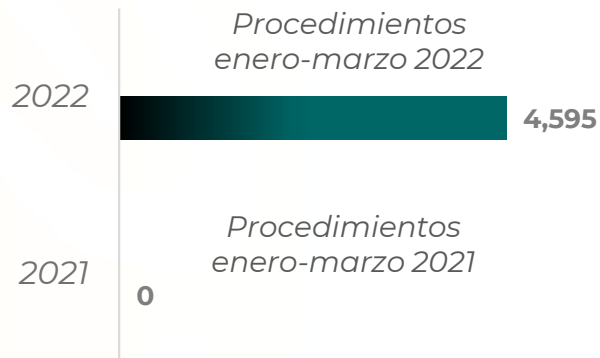 Procedimientos
enero-marzo 2022
2022
4,595
Procedimientos
enero-marzo 2021
2021
0